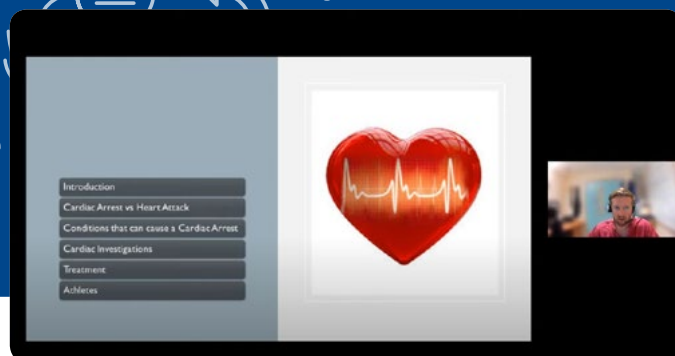 Introduction
Cardiac Arrest vs Heart Attack
Conditions that can cause a Cardiac Arrest
Cardiac Investigations
Treatment
Athletes